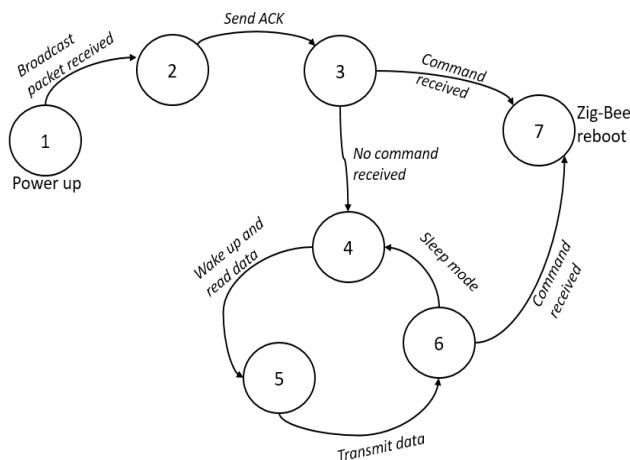 Send ACK
Broadcast
packet received
2
3
Command
received
7
Zig-Bee
reboot
1
Power up
No command
received
4
Wake up and
read data
Sleep mode
6
Command
received
5
Transmit data